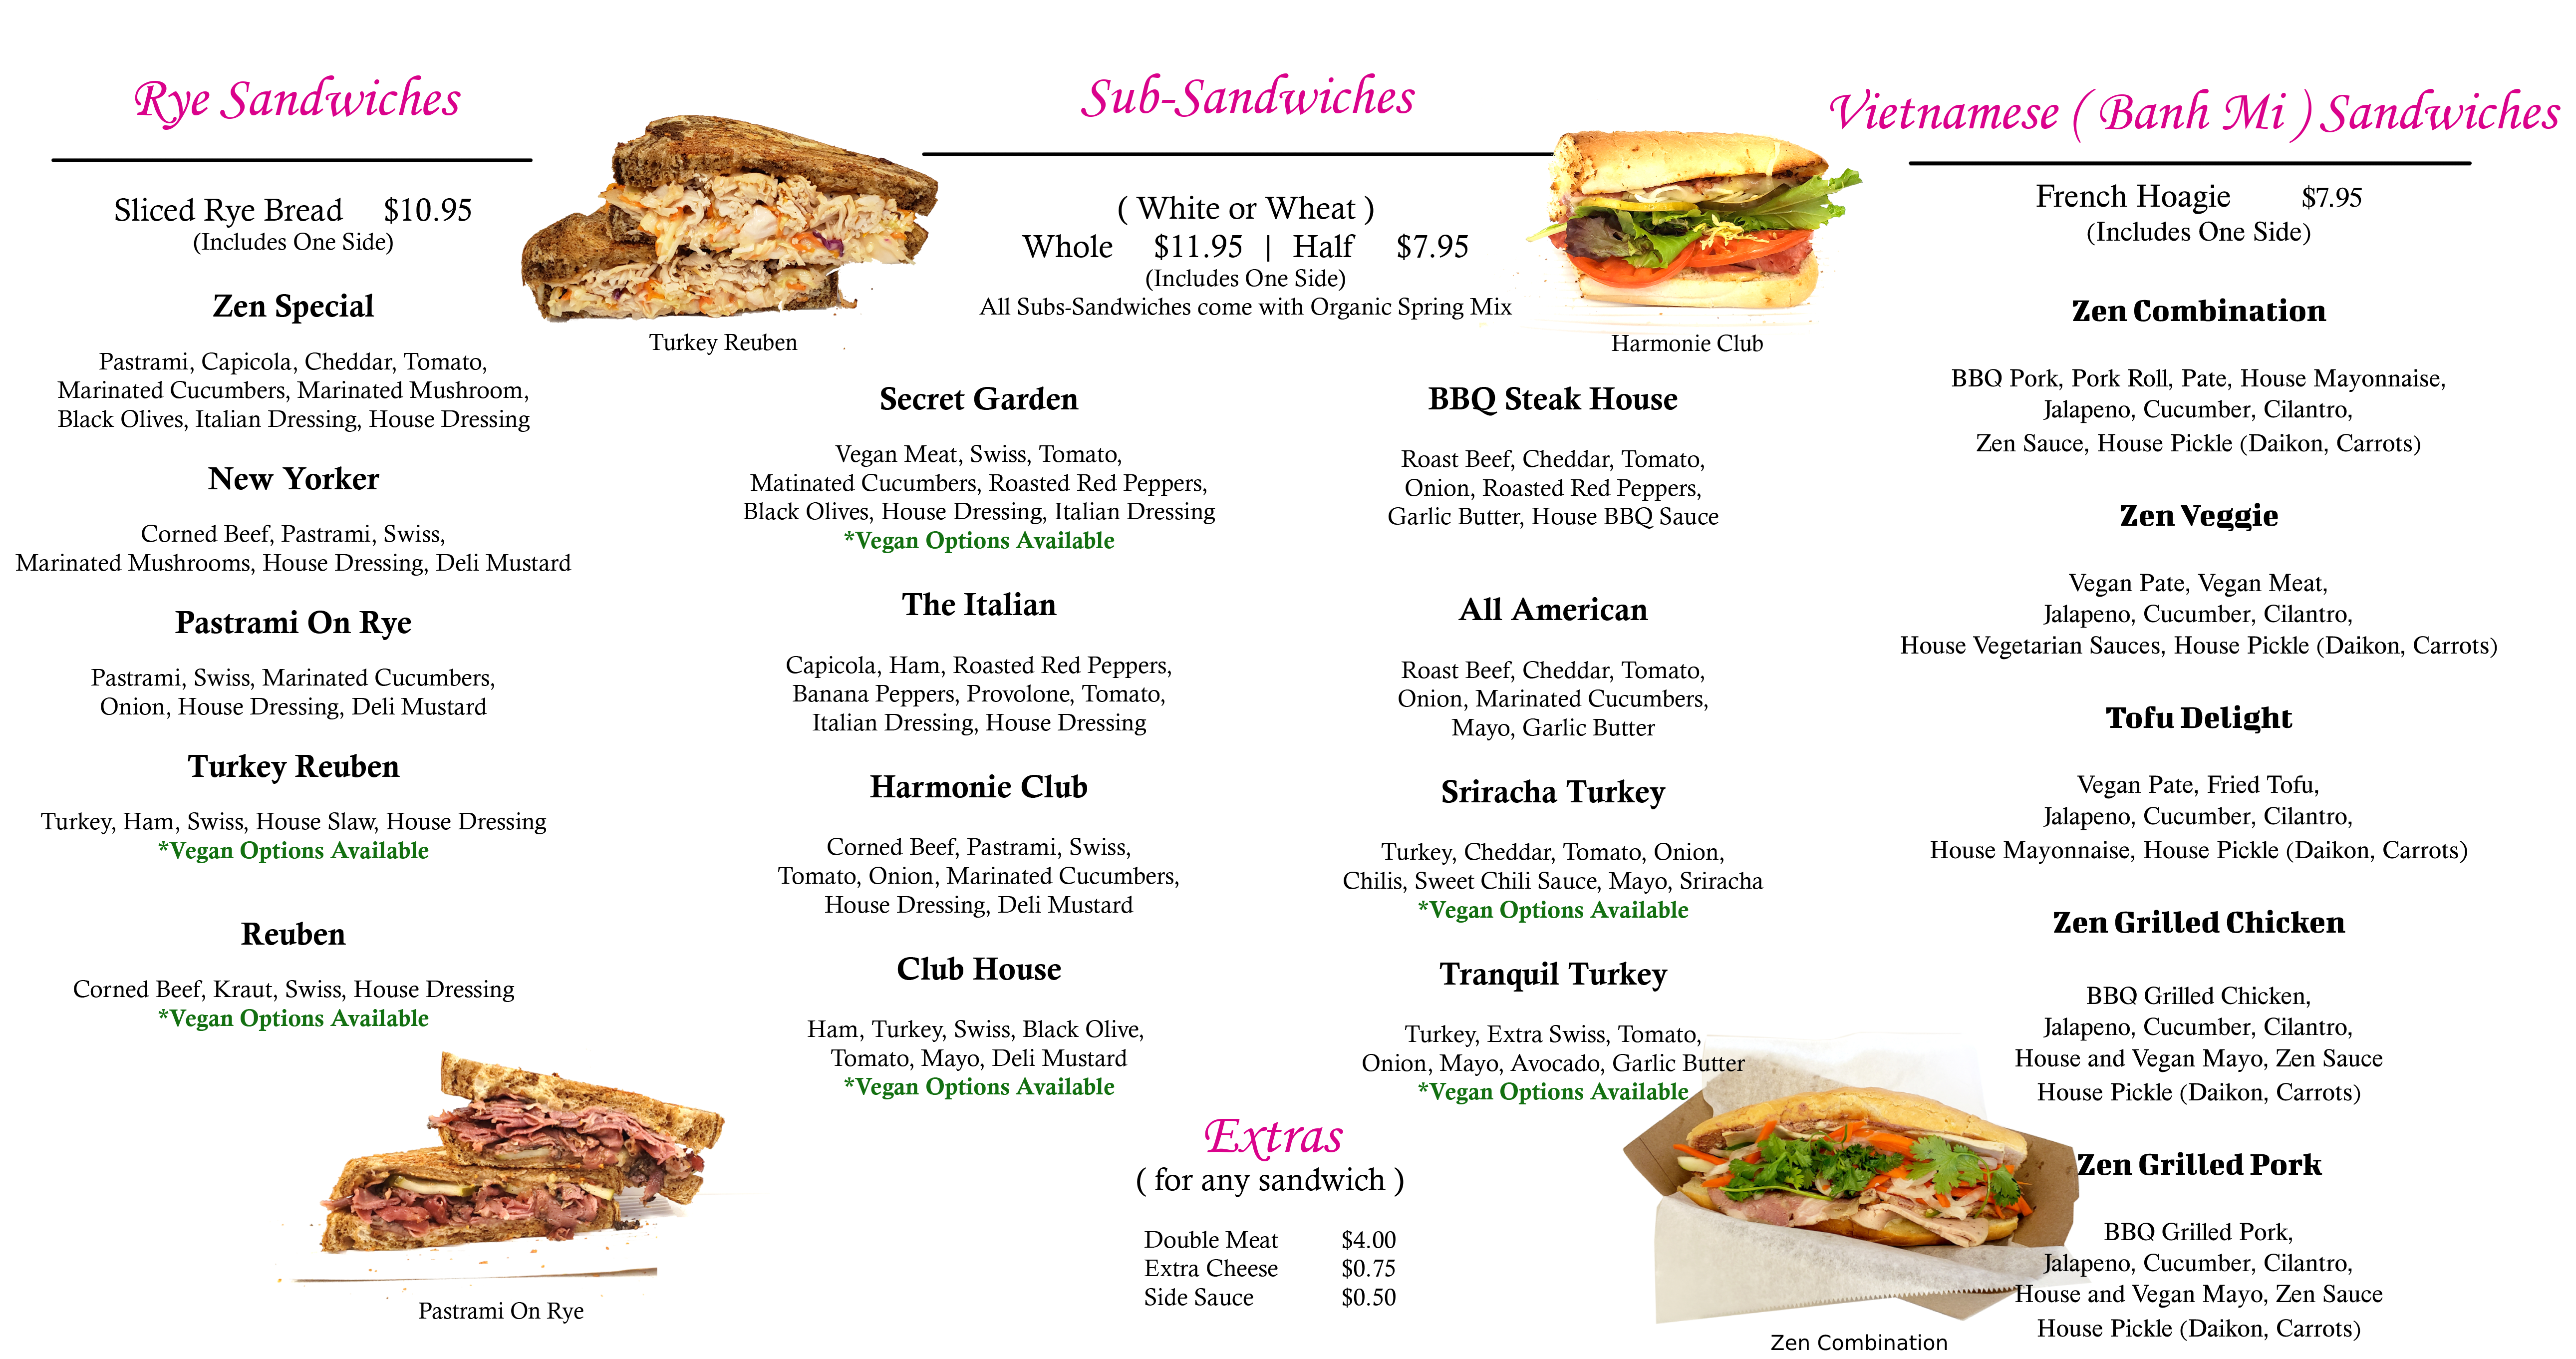 Rye Sandwiches
Sliced Rye Bread $10.95
(Includes One Side)
Zen Special
Pastrami, Capicola, Cheddar, Tomato,
Marinated Cucumbers, Marinated Mushroom,
Black Olives, Italian Dressing, House Dressing
New Yorker
Corned Beef, Pastrami, Swiss,
Marinated Mushrooms, House Dressing, Deli Mustard
Pastrami On Rye
Pastrami, Swiss, Marinated Cucumbers,
Onion, House Dressing, Deli Mustard
Turkey Reuben
Turkey, Ham, Swiss, House Slaw, House Dressing
*Vegan Options Available
Reuben
Corned Beef, Kraut, Swiss, House Dressing
*Vegan Options Available
Pastrami On Rye
Turkey Reuben
Sub-Sandwiches
( White or Wheat )
Whole $11.95 | Half $7.95
(Includes One Side)
All Subs-Sandwiches come with Organic Spring Mix
Harmonie Club
Secret Garden
Vegan Meat, Swiss, Tomato,
Matinated Cucumbers, Roasted Red Peppers,
Black Olives, House Dressing, Italian Dressing
*Vegan Options Available
The Italian
Capicola, Ham, Roasted Red Peppers,
Banana Peppers, Provolone, Tomato,
Italian Dressing, House Dressing
Harmonie Club
Corned Beef, Pastrami, Swiss,
Tomato, Onion, Marinated Cucumbers,
House Dressing, Deli Mustard
Club House
Ham, Turkey, Swiss, Black Olive,
Tomato, Mayo, Deli Mustard
*Vegan Options Available
BBQ Steak House
Roast Beef, Cheddar, Tomato,
Onion, Roasted Red Peppers,
Garlic Butter, House BBQ Sauce
All American
Roast Beef, Cheddar, Tomato,
Onion, Marinated Cucumbers,
Mayo, Garlic Butter
Sriracha Turkey
Turkey, Cheddar, Tomato, Onion,
Chilis, Sweet Chili Sauce, Mayo, Sriracha
*Vegan Options Available
Tranquil Turkey
Turkey, Extra Swiss, Tomato,
Onion, Mayo, Avocado, Garlic Butter
*Vegan Options Available
Extras
( for any sandwich )
Double Meat $4.00
Extra Cheese $0.75
Side Sauce $0.50
Vietnamese ( Banh Mi ) Sandwiches
French Hoagie $7.95
(Includes One Side)
Zen Combination
BBQ Pork, Pork Roll, Pate, House Mayonnaise,
Jalapeno, Cucumber, Cilantro,
Zen Sauce, House Pickle (Daikon, Carrots)
Zen Veggie
Vegan Pate, Vegan Meat,
Jalapeno, Cucumber, Cilantro,
House Vegetarian Sauces, House Pickle (Daikon, Carrots)
Tofu Delight
Vegan Pate, Fried Tofu,
Jalapeno, Cucumber, Cilantro,
House Mayonnaise, House Pickle (Daikon, Carrots)
Zen Grilled Chicken
BBQ Grilled Chicken,
Jalapeno, Cucumber, Cilantro,
House and Vegan Mayo, Zen Sauce
House Pickle (Daikon, Carrots)
Zen Grilled Pork
BBQ Grilled Pork,
Jalapeno, Cucumber, Cilantro,
House and Vegan Mayo, Zen Sauce
House Pickle (Daikon, Carrots)
Zen Combination